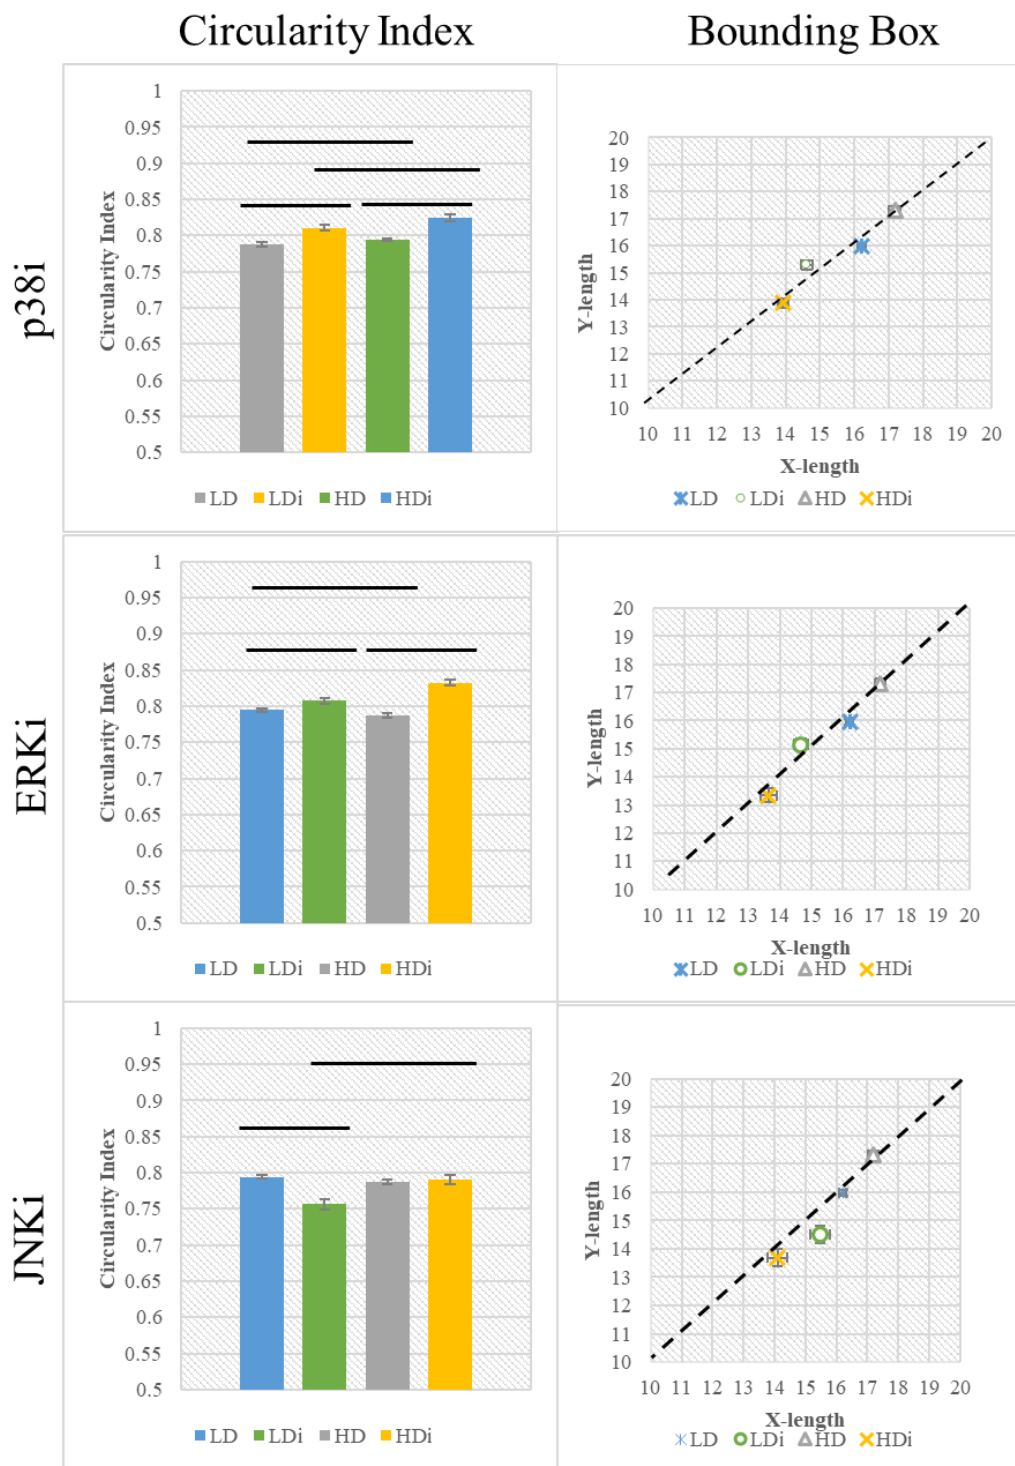 Circularity Index
Bounding Box
p38i
Circularity Index
1
0.95
0.9
0.85
0.8
0.75
0.7
0.65
0.6
0.55
0.5
LD LDi HD HDi
Y-length
20
19
18
17
16
15
14
13
12
11
10
10 11 12 13 14 15 16 17 18 19 20
X-length
LD LDi HD HDi
ERKi
Circularity Index
1
0.95
0.9
0.85
0.8
0.75
0.7
0.65
0.6
0.55
0.5
LD LDi HD HDi
Y-length
20
19
18
17
16
15
14
13
12
11
10
10 11 12 13 14 15 16 17 18 19 20
X-length
LD LDi HD HDi
JNKi
Circularity Index
1
0.95
0.9
0.85
0.8
0.75
0.7
0.65
0.6
0.55
0.5
LD LDi HD HDi
Y-length
20
19
18
17
16
15
14
13
12
11
10
10 11 12 13 14 15 16 17 18 19 20
X-length
LD LDi HD HDi